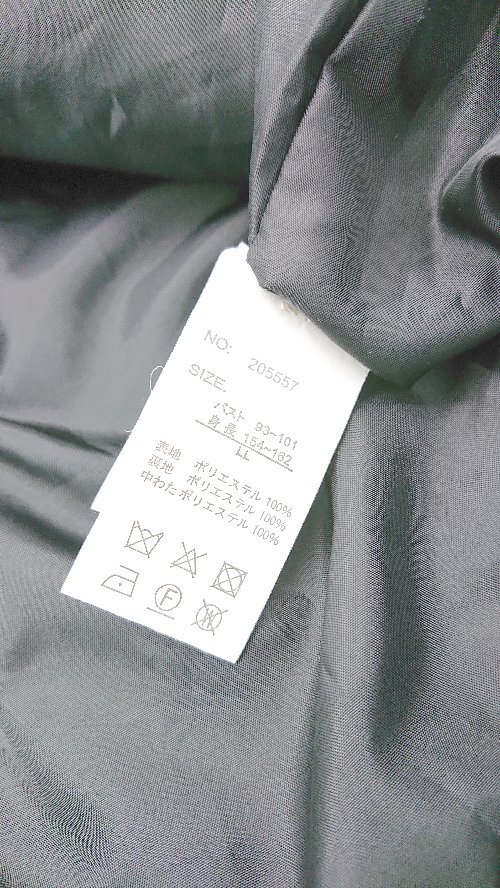 NO: 205557
SIZE.
バスト 93~101
身長 154~162
LL
表地 ポリエステル 100%
裏地 ポリエステル 100%
中わたポリエステル 100%
F
W